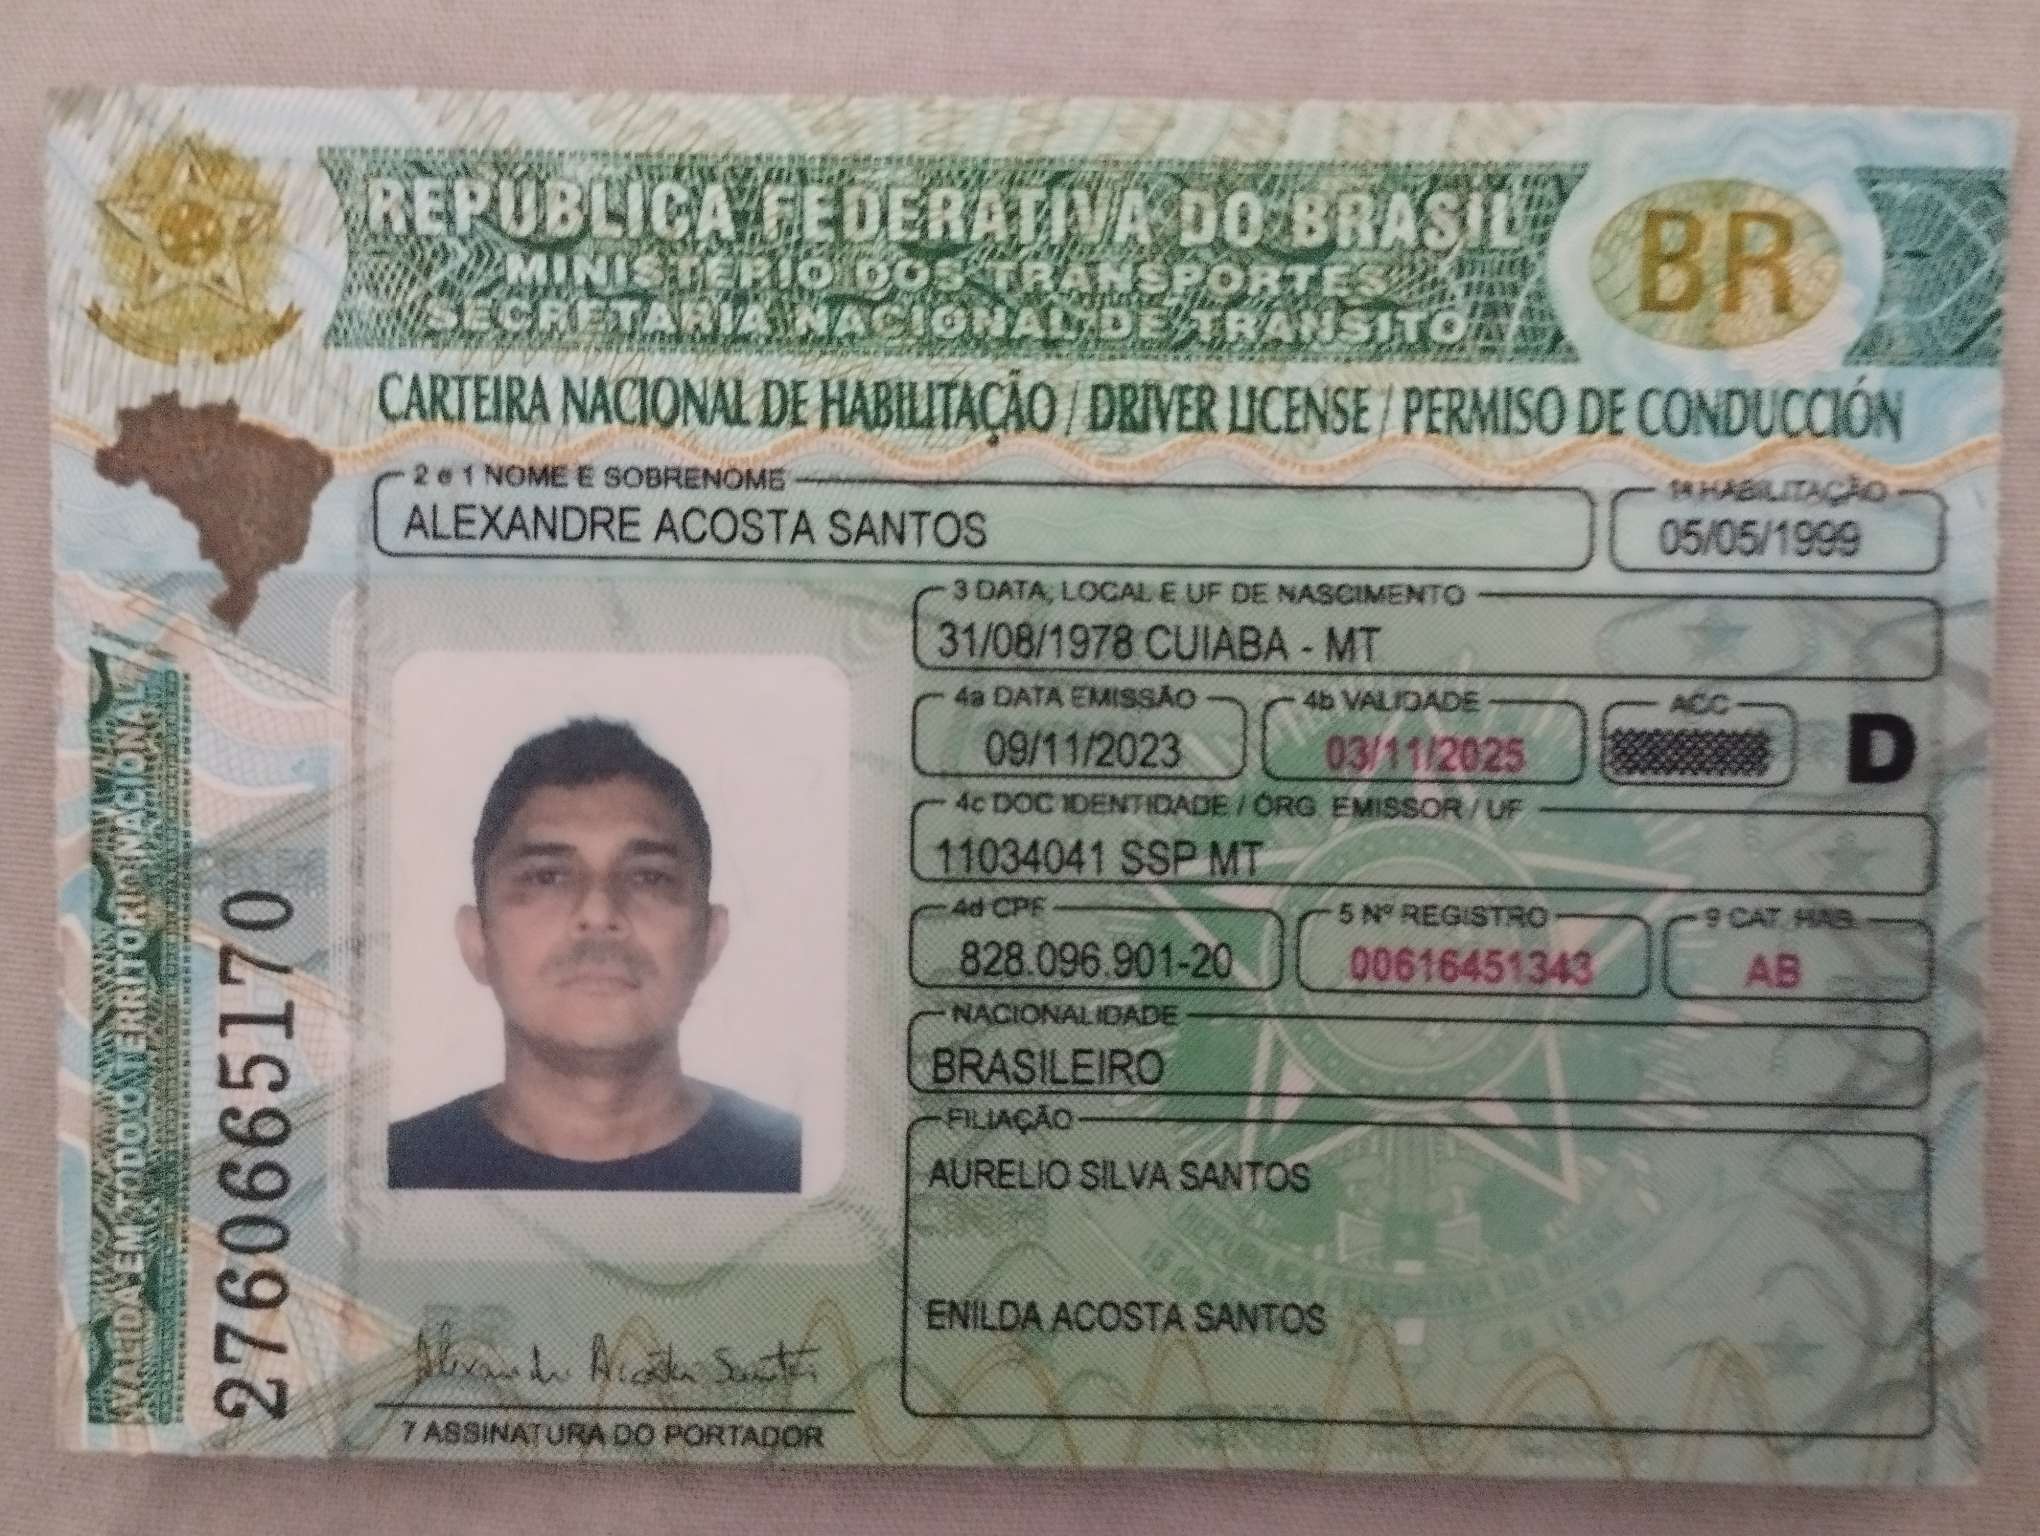 REPÚBLICA FEDERATIVA DO BRASIL
MINISTÉRIO DOS TRANSPORTES
SECRETARIA NACIONAL DE TRÂNSITO
BR
CARTEIRA NACIONAL DE HABILITAÇÃO / DRIVER LICENSE / PERMISO DE CONDUCCIÓN
2 e 1 NOME E SOBRENOME
ALEXANDRE ACOSTA SANTOS
1ª HABILITAÇÃO
05/05/1999
3 DATA, LOCAL E UF DE NASCIMENTO
31/08/1978 CUIABA - MT
4a DATA EMISSÃO
09/11/2023
4b VALIDADE
03/11/2025
ACC
D
4c DOC IDENTIDADE / ÓRG. EMISSOR / UF
11034041 SSP MT
4d CPF
828.096.901-20
5 Nº REGISTRO
00616451343
9 CAT. HAB.
AB
NACIONALIDADE
BRASILEIRO
FILIAÇÃO
AURELIO SILVA SANTOS
ENILDA ACOSTA SANTOS
Alexandre Acosta Santos
7 ASSINATURA DO PORTADOR
VÁLIDA EM TODO O TERRITÓRIO NACIONAL
2760665170